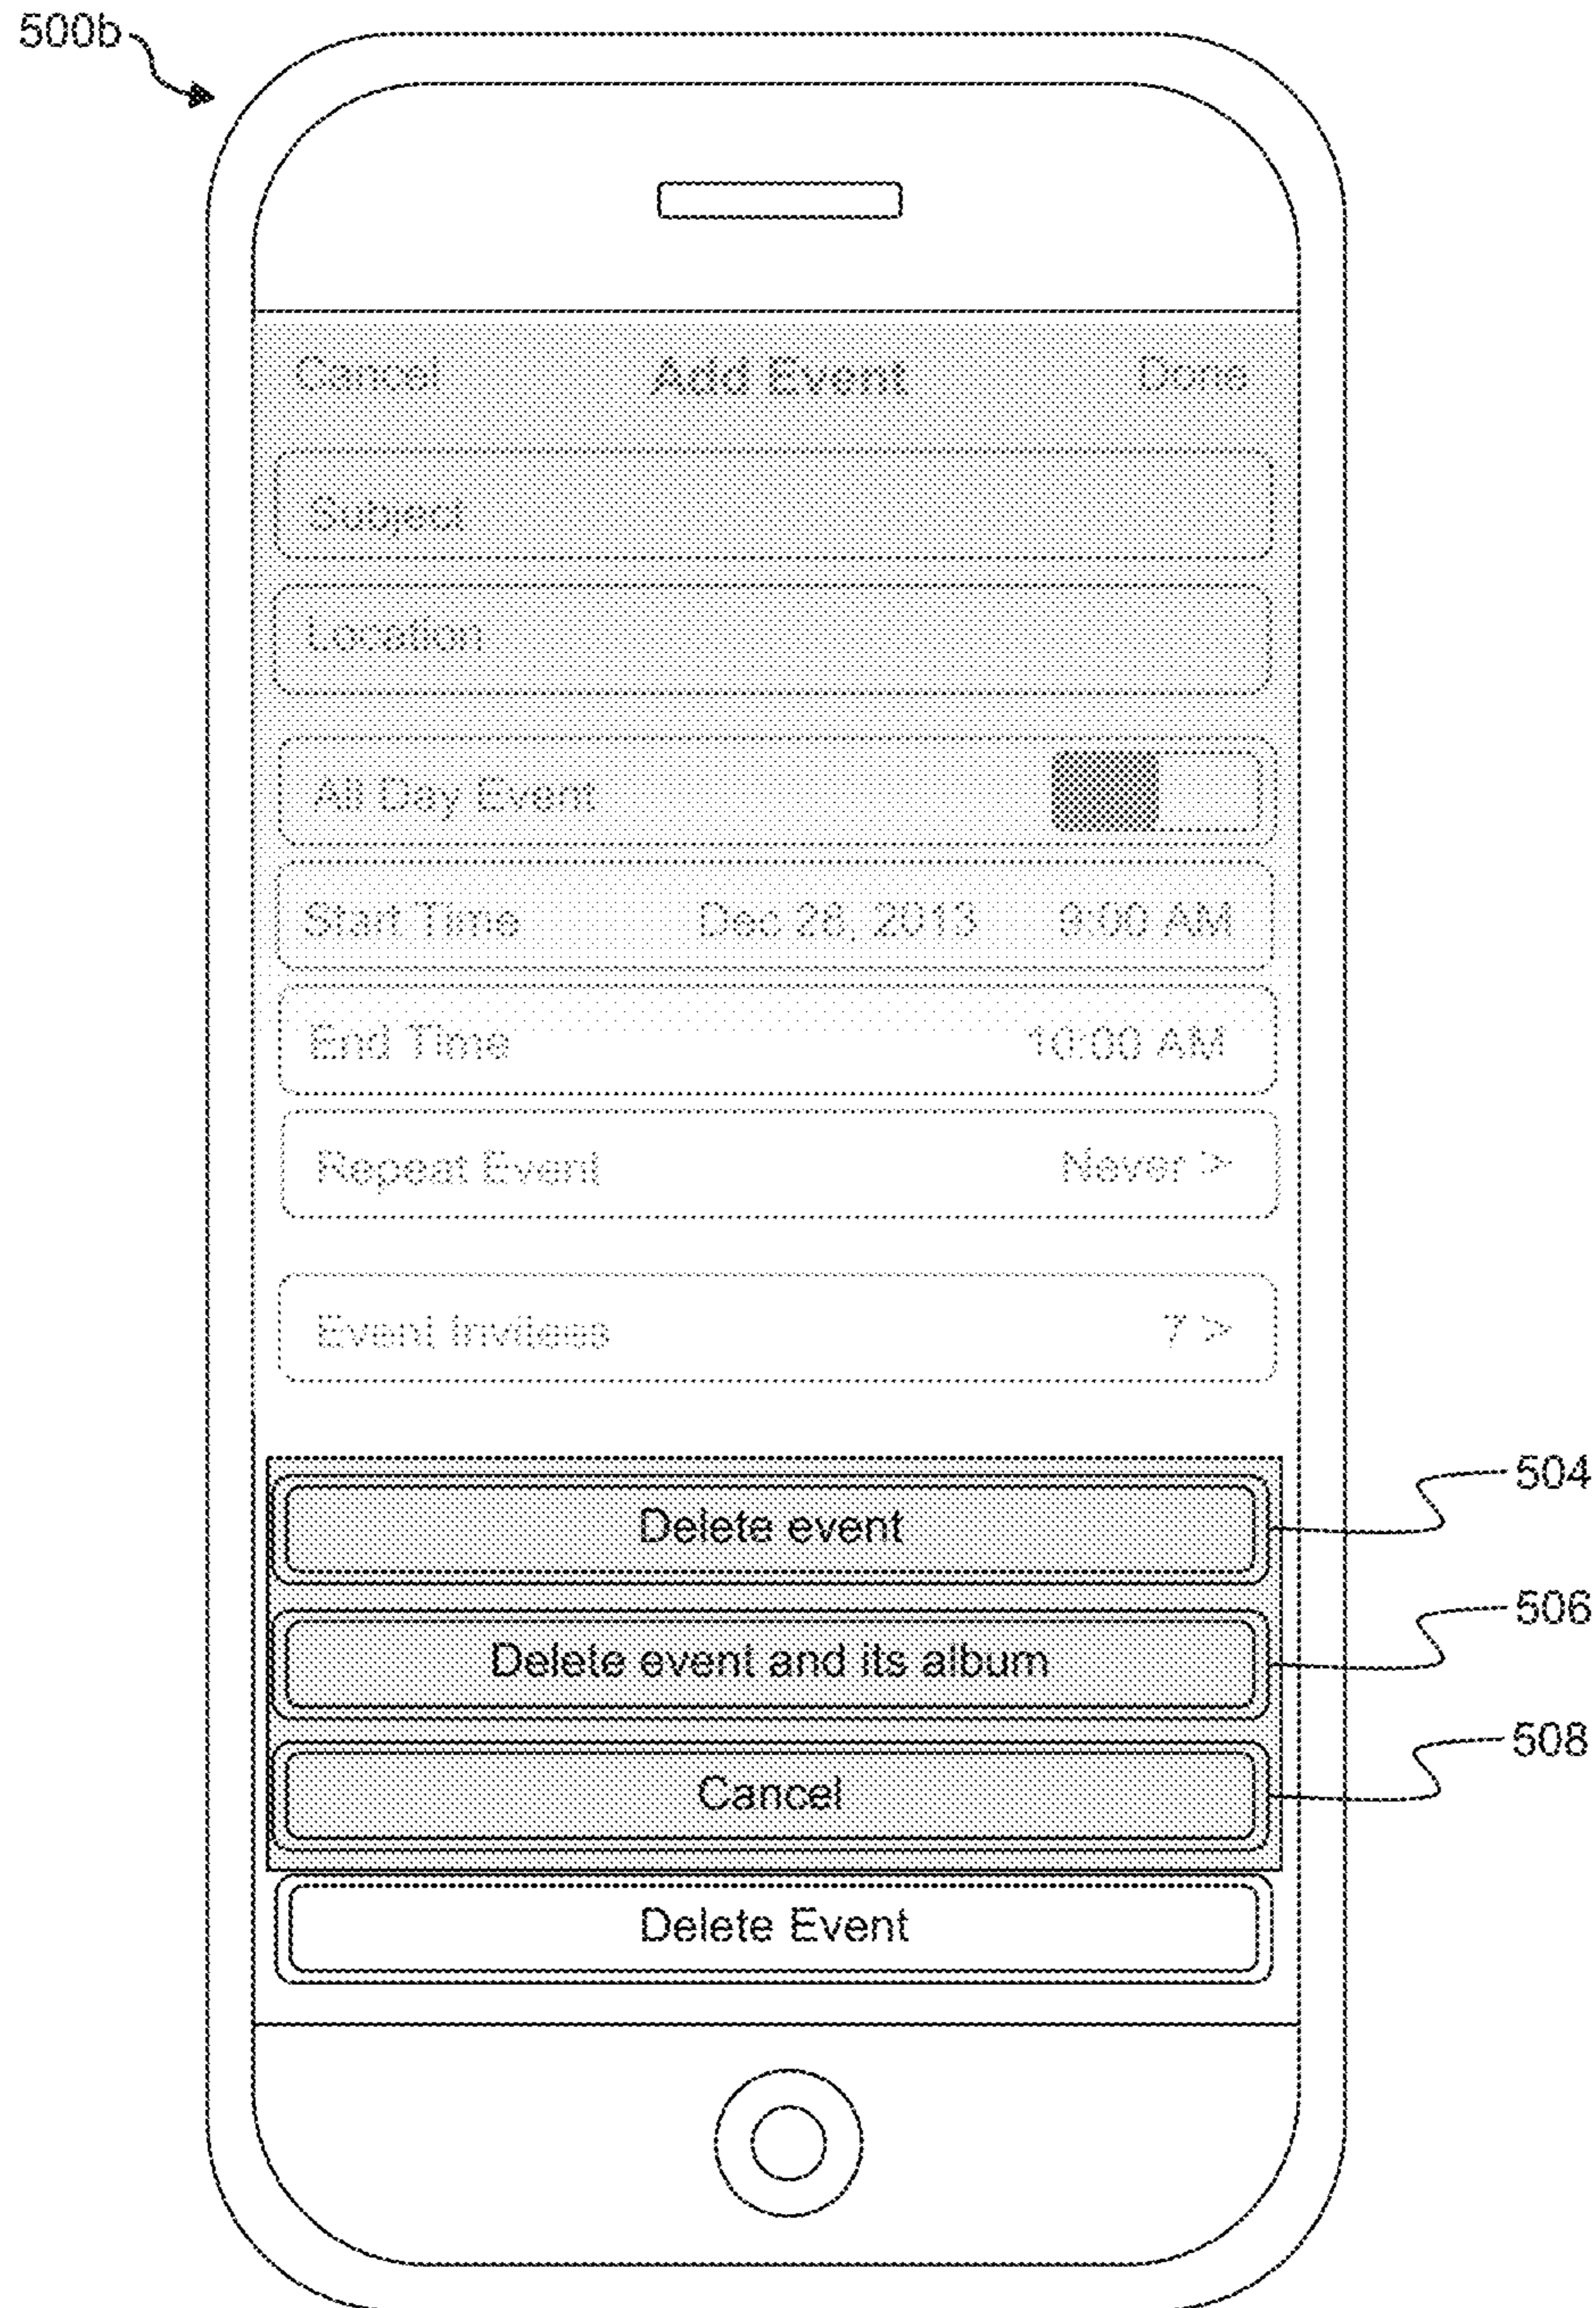 500b
Cancel Add Event Done
Subject
Location
All Day Event
Start Time Dec 28, 2013 9:00 AM
End Time 10:00 AM
Repeat Event Never >
Event Invitees 7 >
Delete event 504
Delete event and its album 506
Cancel 508
Delete Event